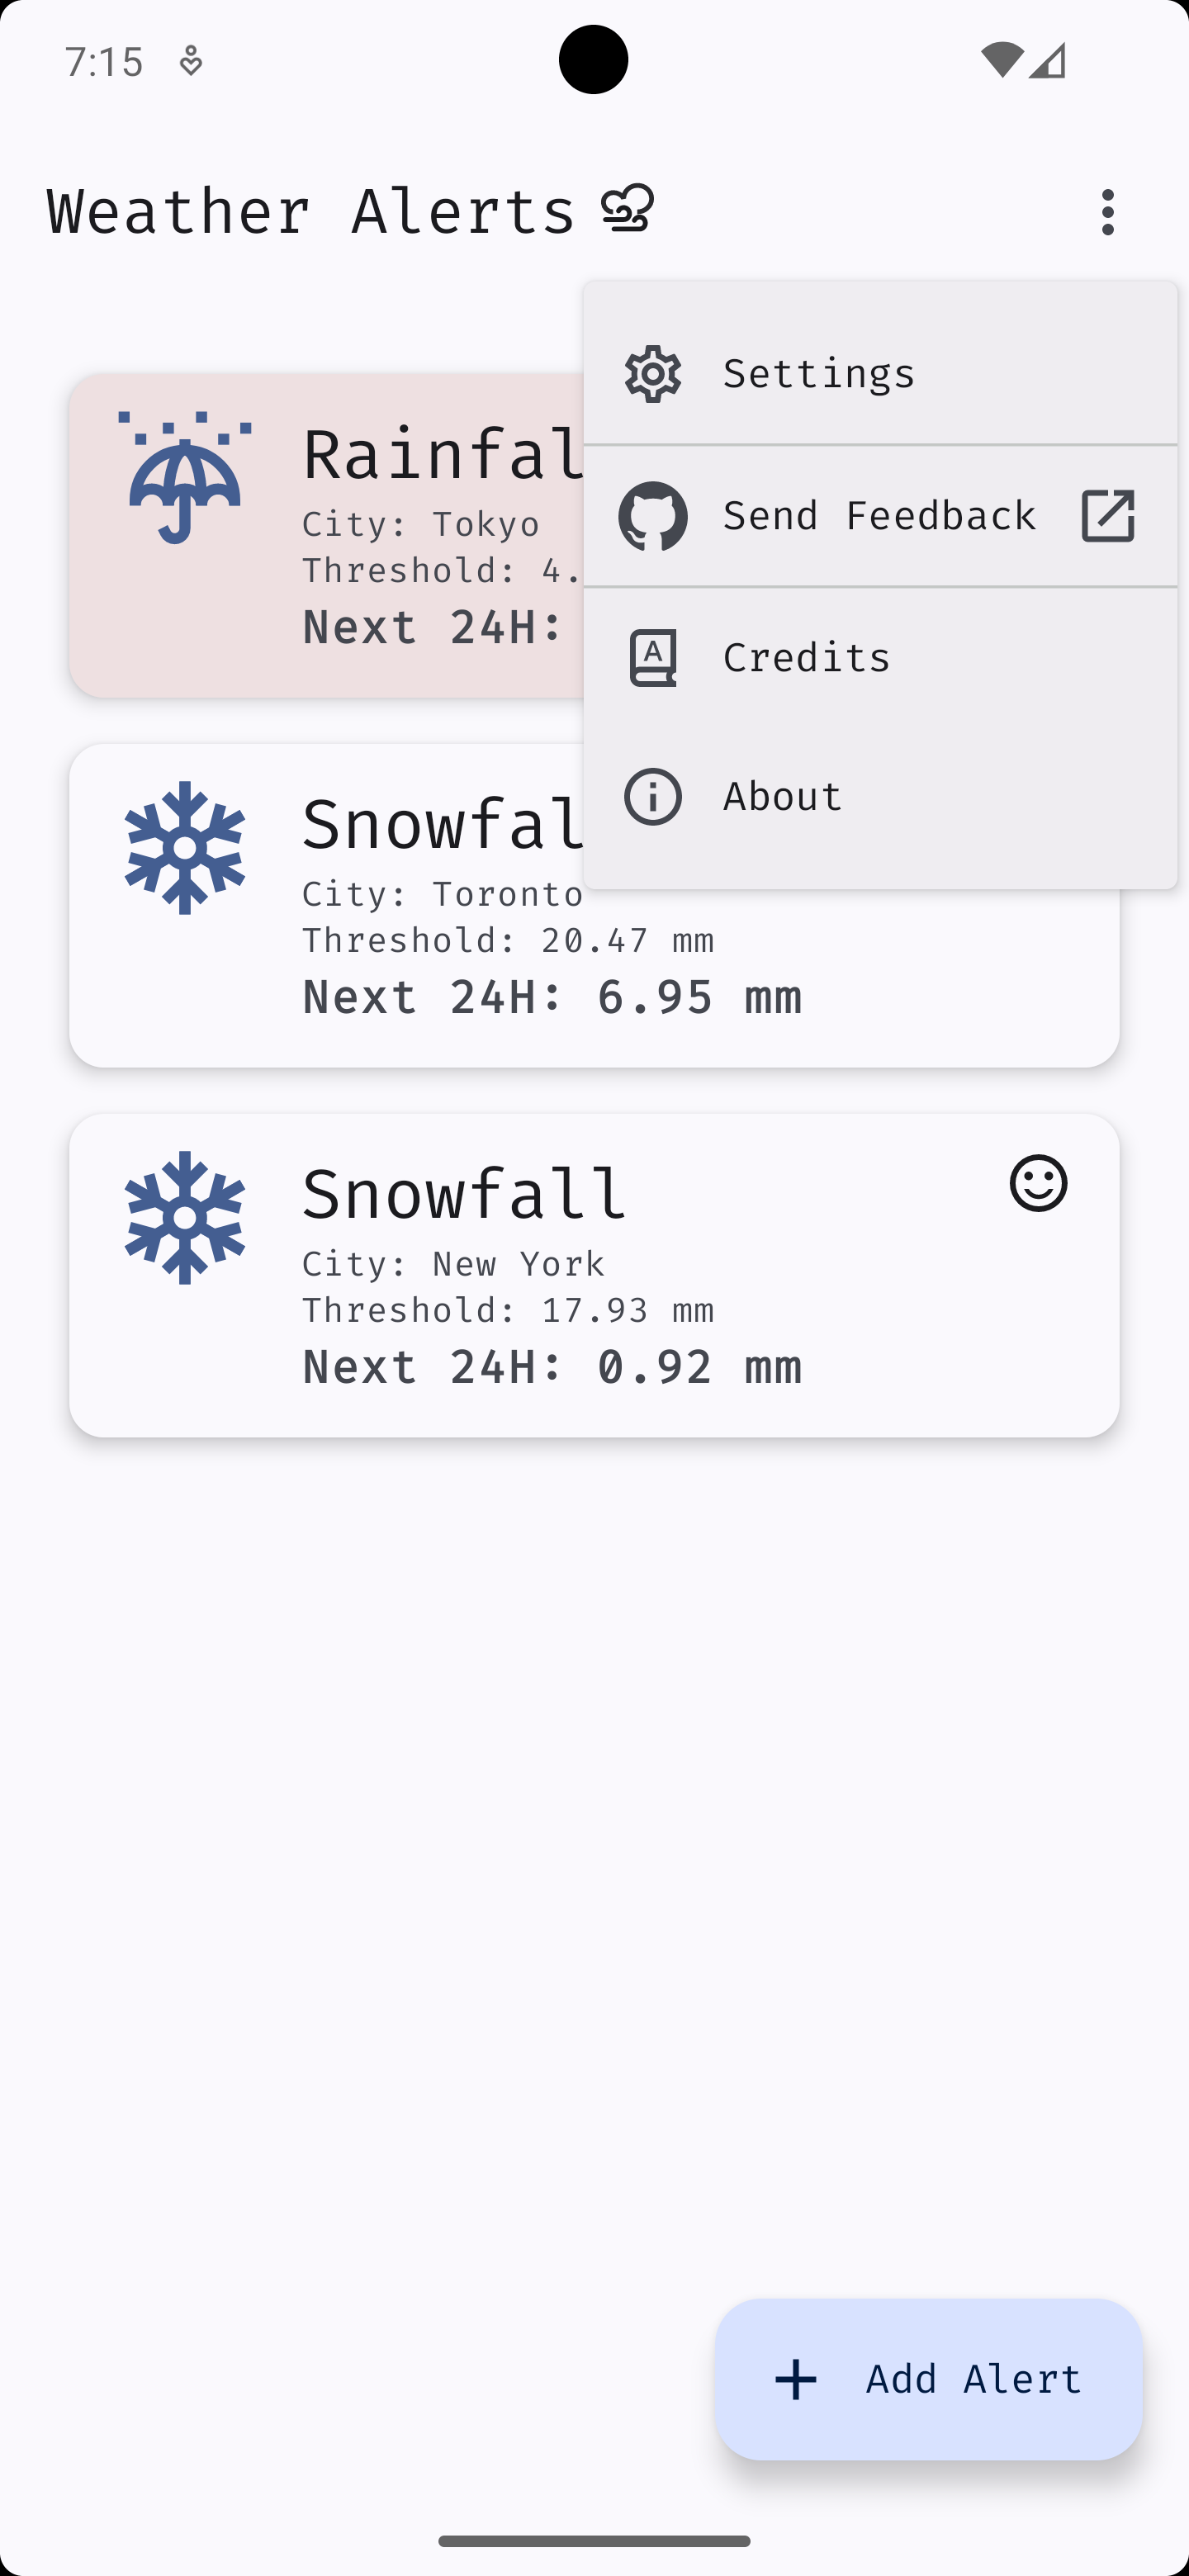 7:15
Weather Alerts
Settings
Send Feedback
Credits
About
Rainfal
City: Tokyo
Threshold: 4.
Next 24H:
Snowfal
City: Toronto
Threshold: 20.47 mm
Next 24H: 6.95 mm
Snowfall
City: New York
Threshold: 17.93 mm
Next 24H: 0.92 mm
Add Alert